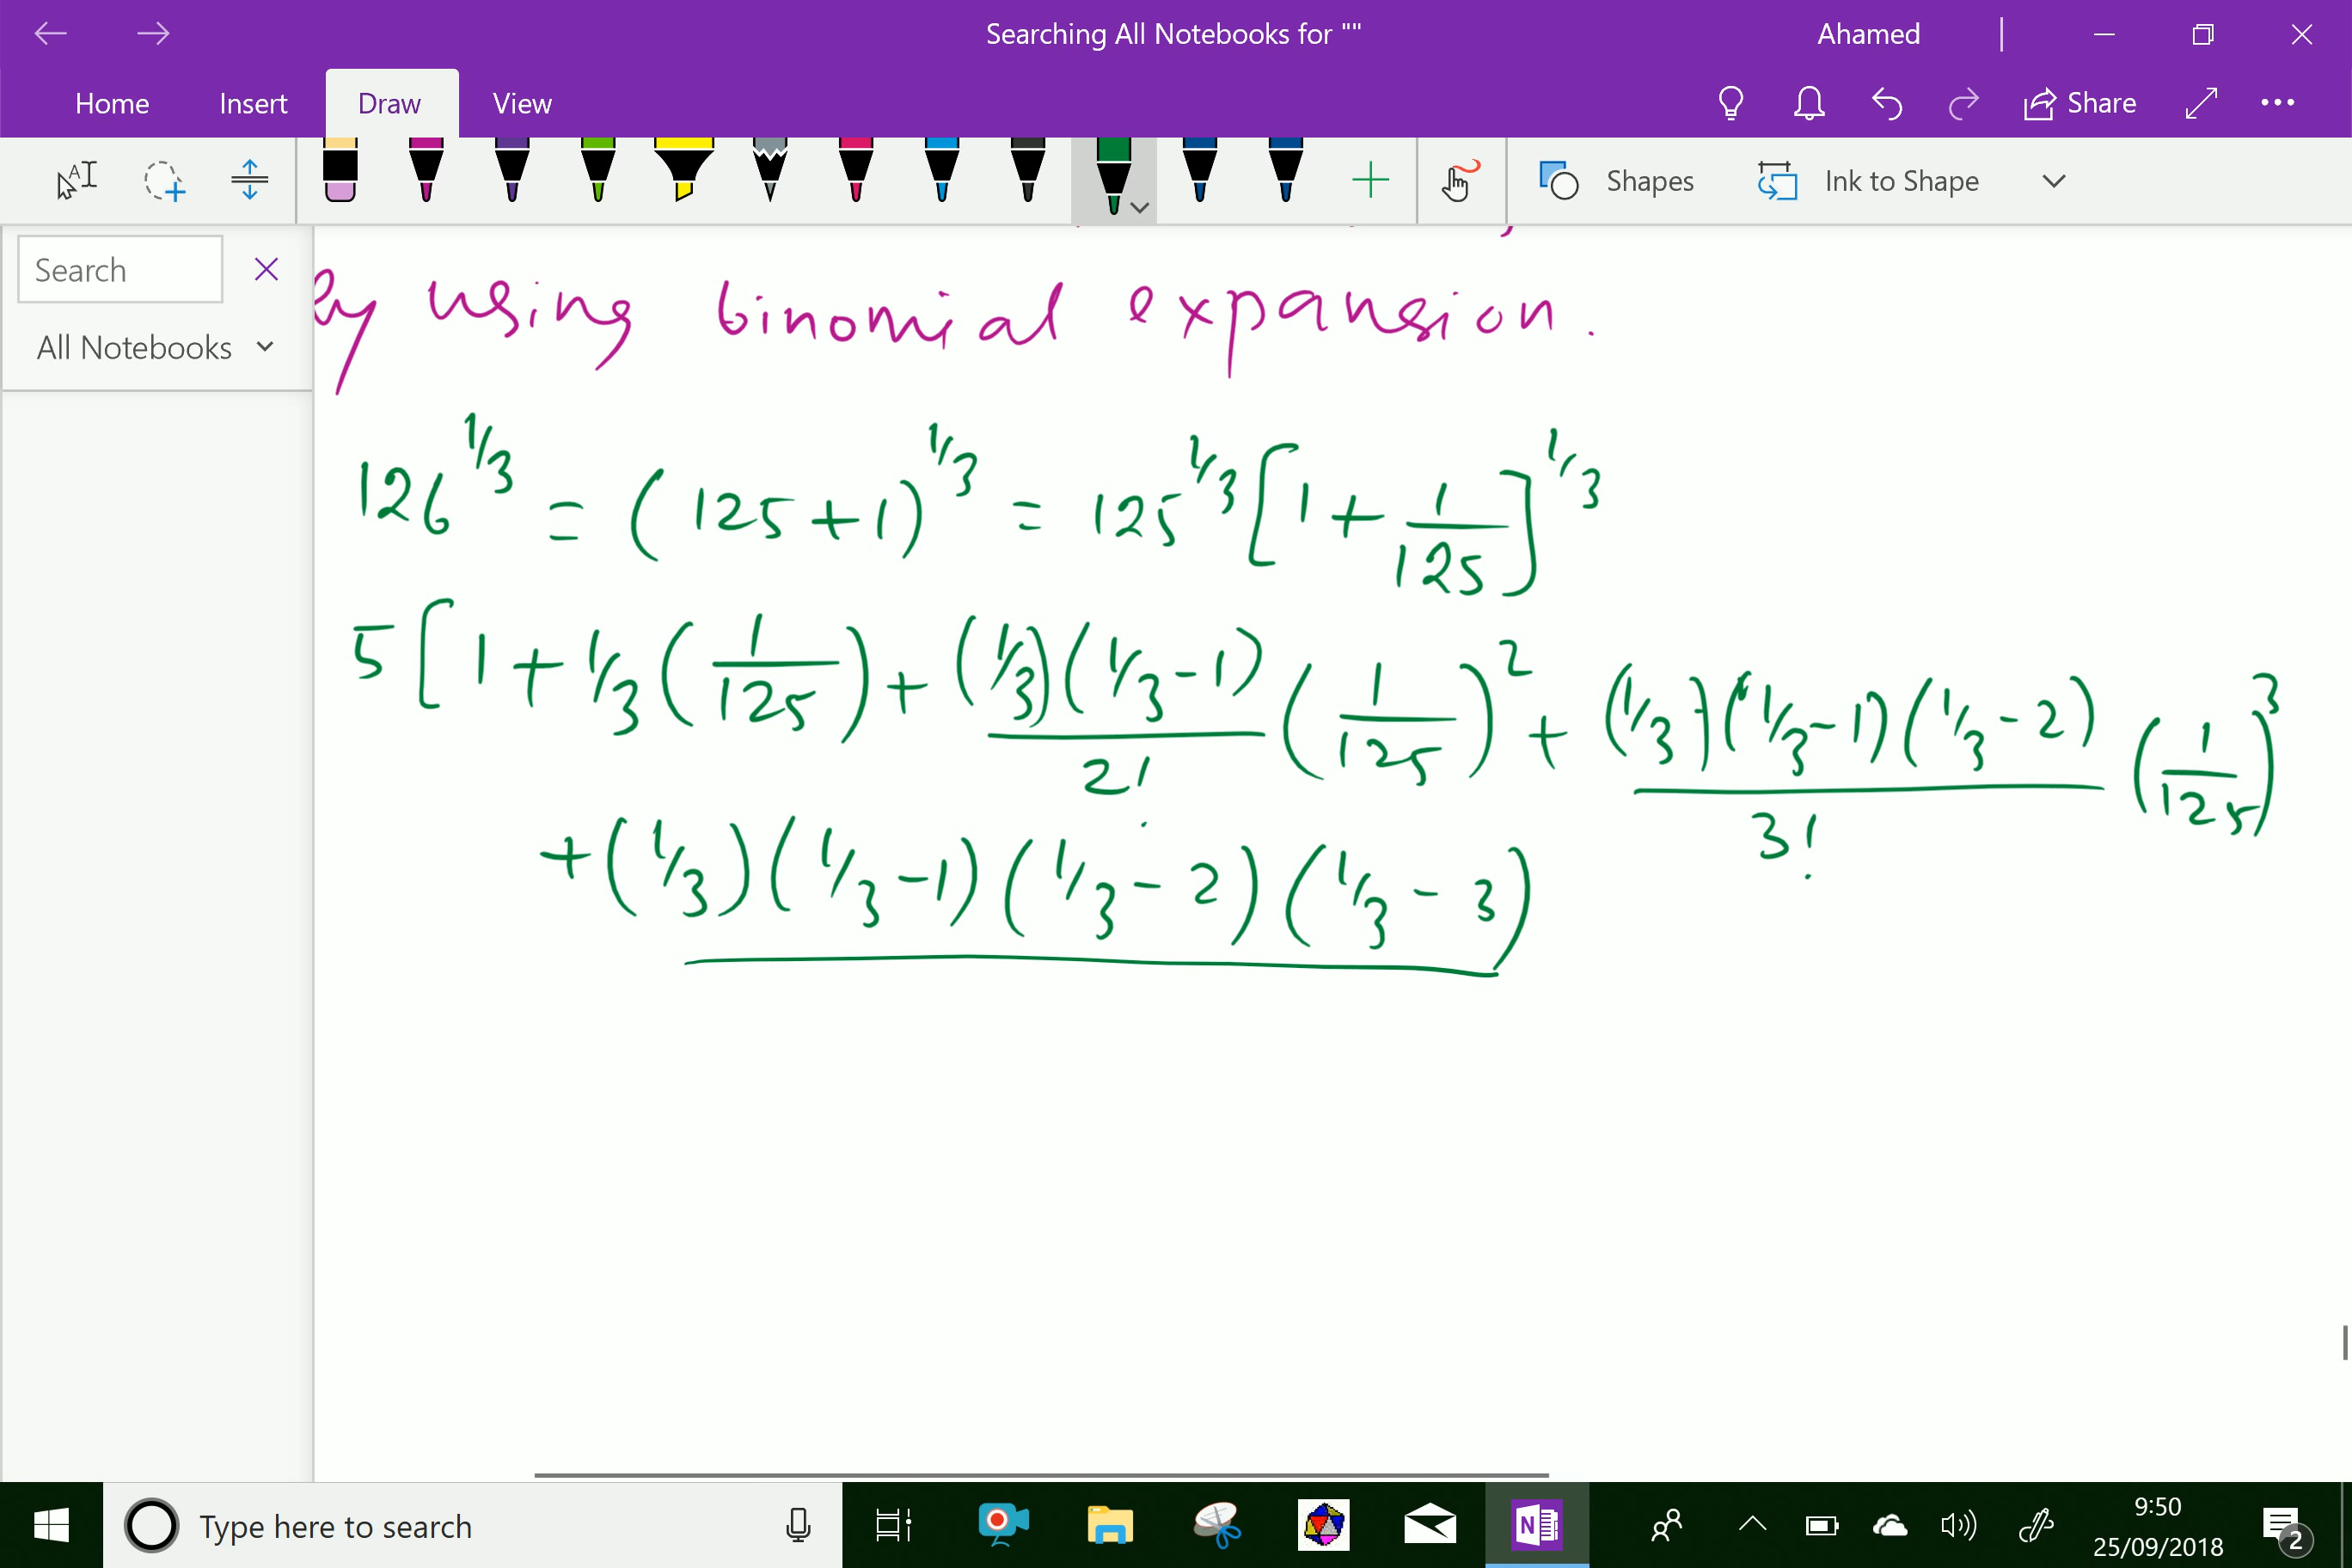 Searching All Notebooks for ""
Ahamed
Home Insert Draw View
Share
Shapes
Ink to Shape
Search
All Notebooks
by using binomial expansion.
126^{1/3} = (125+1)^{1/3} = 125^{1/3} [1 + 1/125]^{1/3}
5 [ 1 + 1/3 (1/125) + (1/3)(1/3-1)/2! (1/125)^2 + (1/3)(1/3-1)(1/3-2)/3! (1/125)^3
+ (1/3)(1/3-1)(1/3-2)(1/3-3)
Type here to search
N
9:50
25/09/2018
2